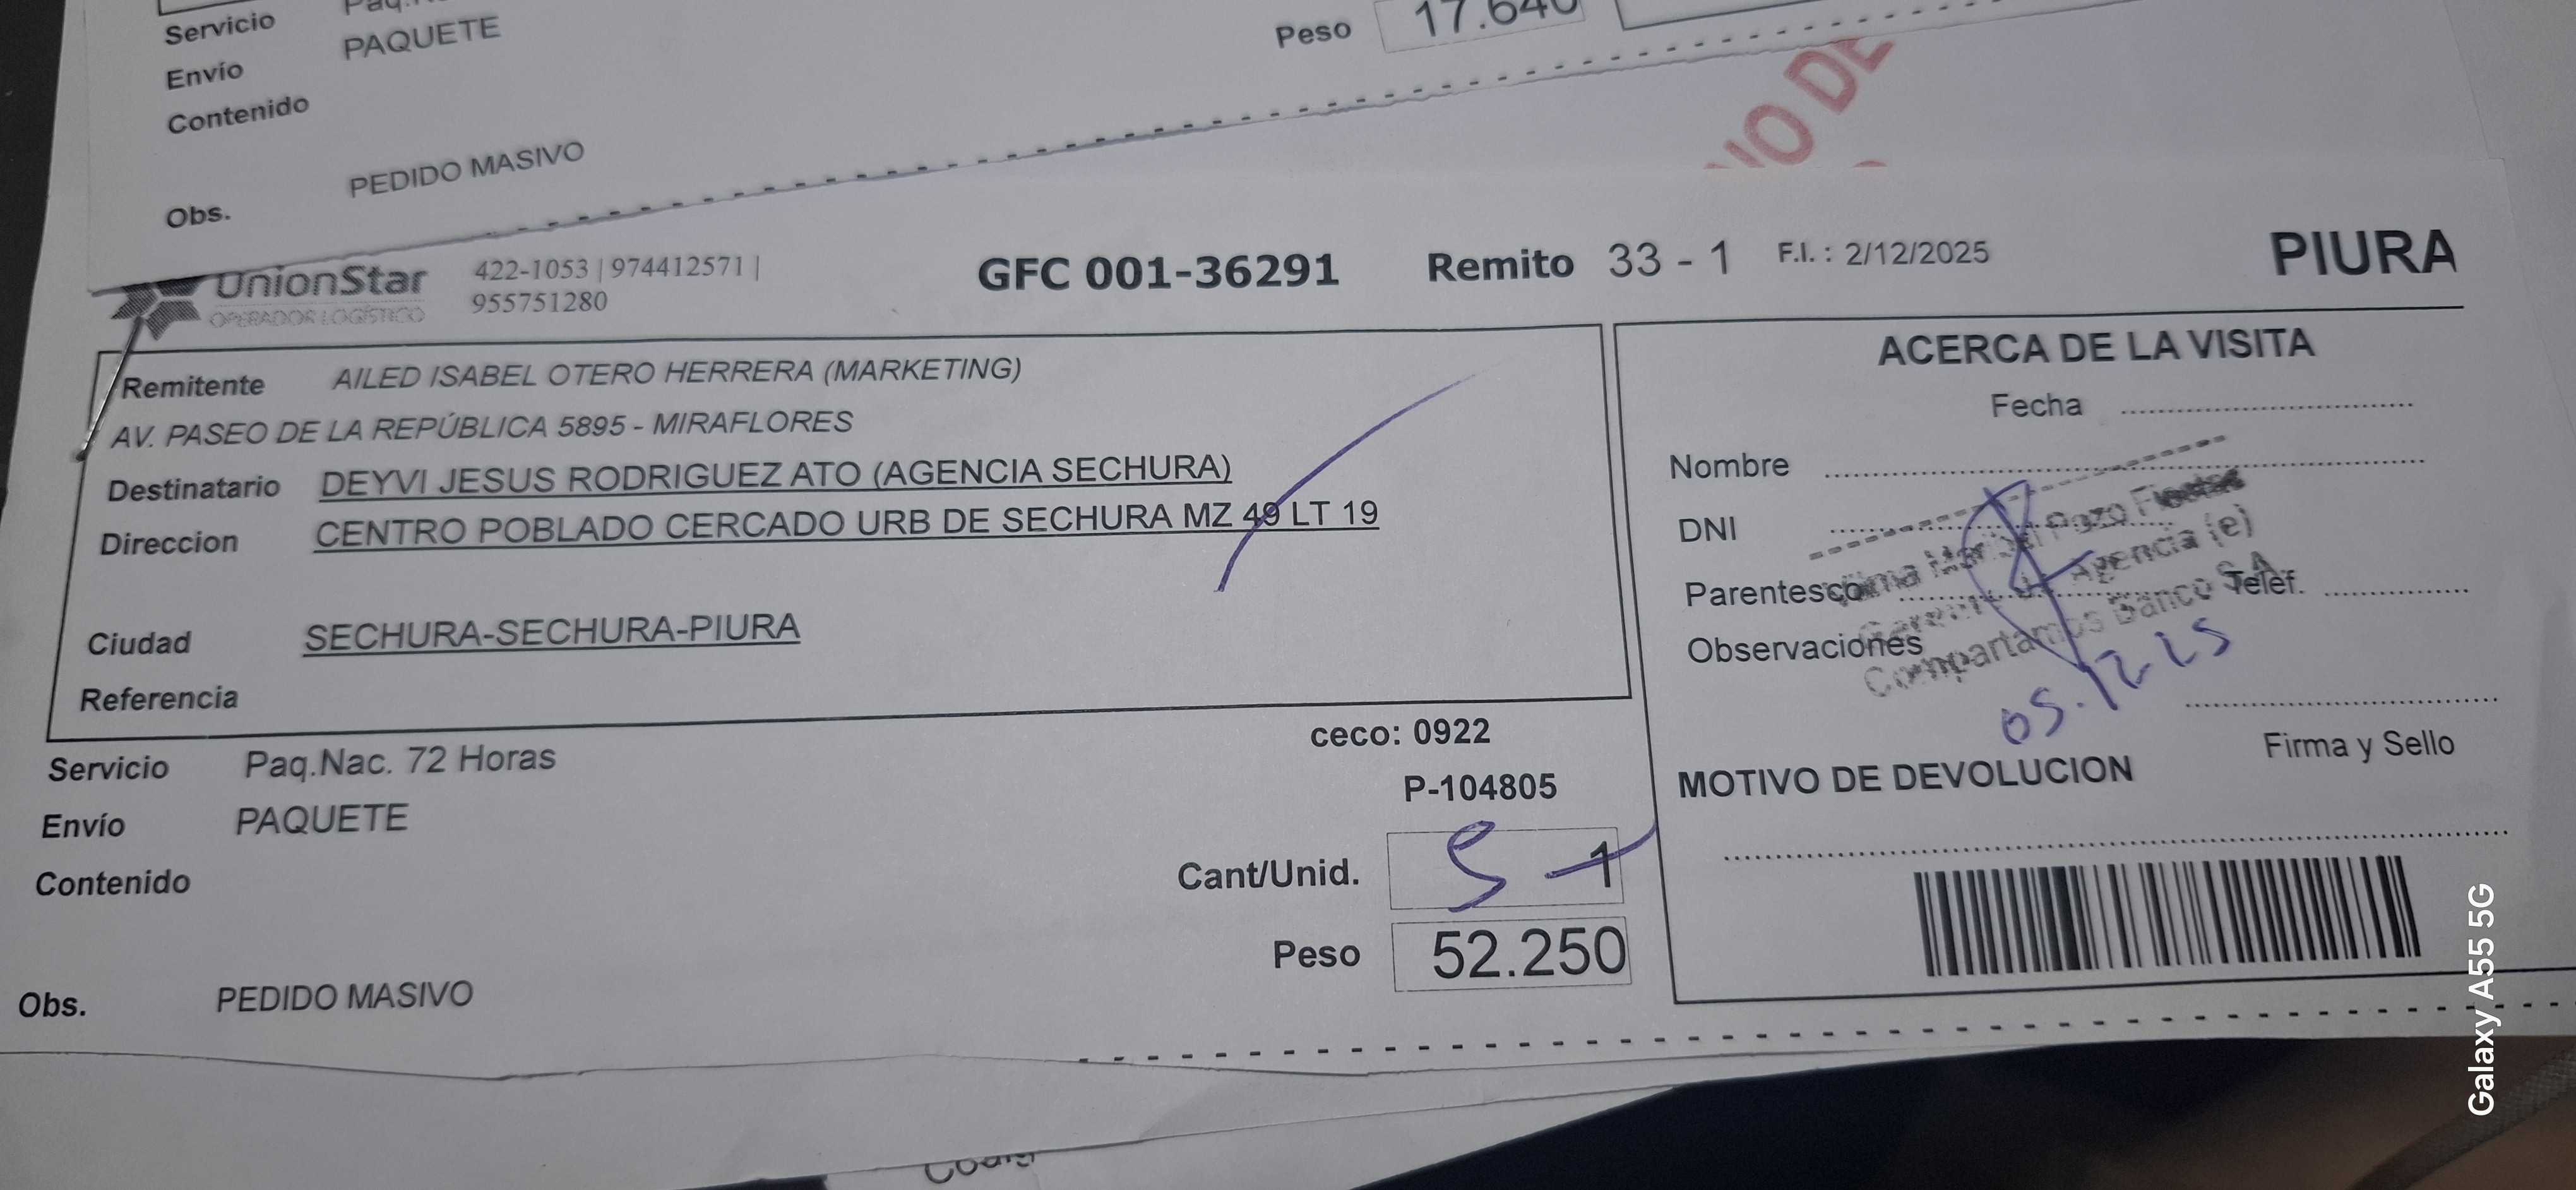 Servicio
PAQUETE
Peso 17.640
Envío
Contenido
PEDIDO MASIVO
Obs.
NO DE
UnionStar
OPERADOR LOGÍSTICO
422-1053 | 974412571 |
955751280
GFC 001-36291
Remito 33 - 1
F.I. : 2/12/2025
PIURA
Remitente AILED ISABEL OTERO HERRERA (MARKETING)
AV. PASEO DE LA REPÚBLICA 5895 - MIRAFLORES
Destinatario DEYVI JESUS RODRIGUEZ ATO (AGENCIA SECHURA)
Direccion CENTRO POBLADO CERCADO URB DE SECHURA MZ 49 LT 19
Ciudad SECHURA-SECHURA-PIURA
Referencia
ceco: 0922
Servicio Paq.Nac. 72 Horas
P-104805
Envío PAQUETE
Cant/Unid. 5 1
Contenido
Peso 52.250
Obs. PEDIDO MASIVO
ACERCA DE LA VISITA
Fecha
Nombre
DNI
Parentesco
Telef.
Observaciones
Pozo
Agencia (e)
Compartamos Banco S.A.
05.12 25
Firma y Sello
MOTIVO DE DEVOLUCION
Galaxy A55 5G